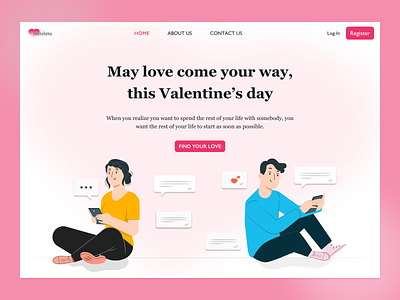 HOME ABOUT US CONTACT US Log In Register
May love come your way,
this Valentine's day
When you realize you want to spend the rest of your life with somebody, you
want the rest of your life to start as soon as possible.
FIND YOUR LOVE